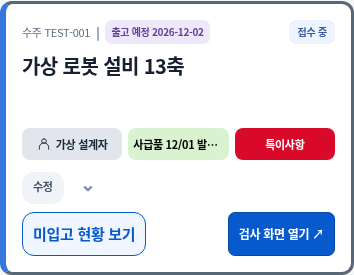 수주 TEST-001 | 출고 예정 2026-12-02 접수 중
가상 로봇 설비 13축
가상 설계자 사급품 12/01 발… 특이사항
수정
미입고 현황 보기 검사 화면 열기 ↗